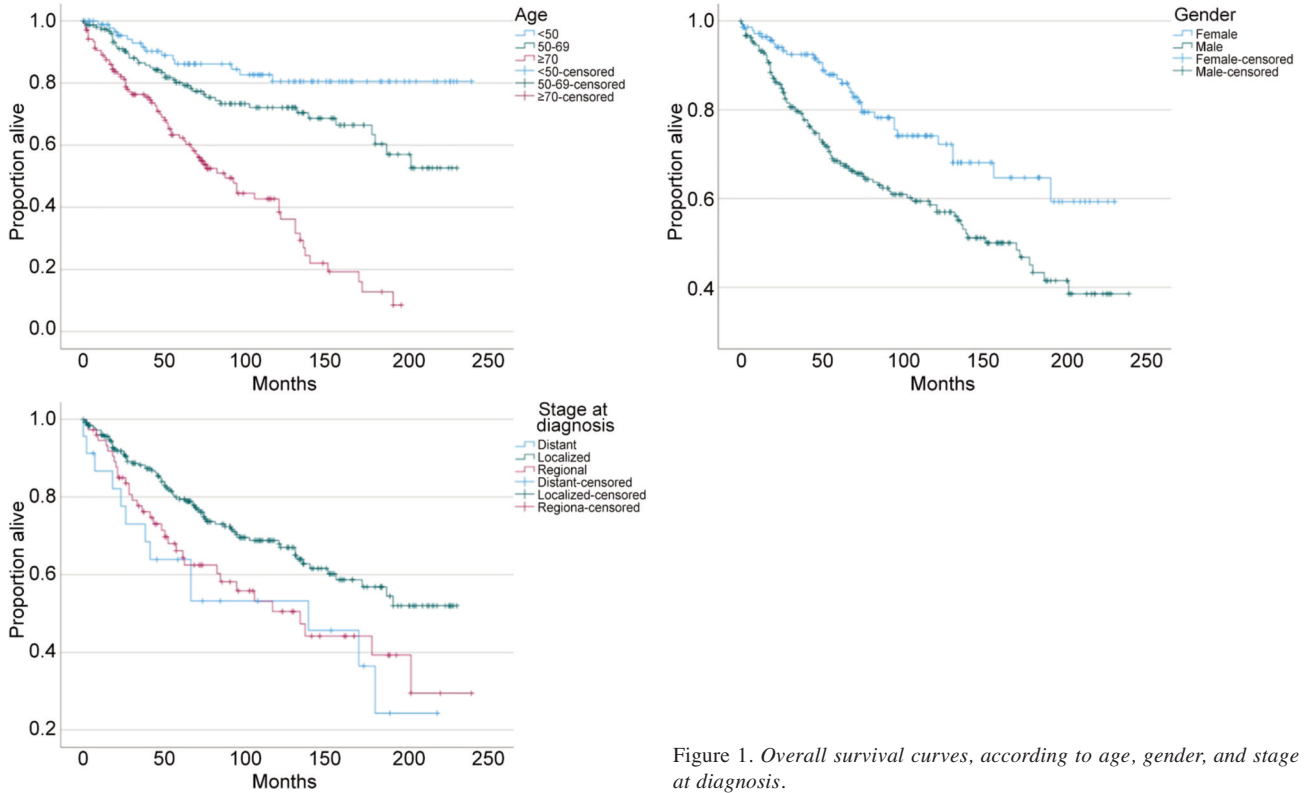 Age
<50
50-69
≥70
<50-censored
50-69-censored
≥70-censored
Proportion alive
1.0
0.8
0.6
0.4
0.2
0.0
0 50 100 150 200 250
Months
Gender
Female
Male
Female-censored
Male-censored
Proportion alive
1.0
0.8
0.6
0.4
0 50 100 150 200 250
Months
Stage at
diagnosis
Distant
Localized
Regional
Distant-censored
Localized-censored
Regiona-censored
Proportion alive
1.0
0.8
0.6
0.4
0.2
0 50 100 150 200 250
Months
Figure 1. Overall survival curves, according to age, gender, and stage
at diagnosis.